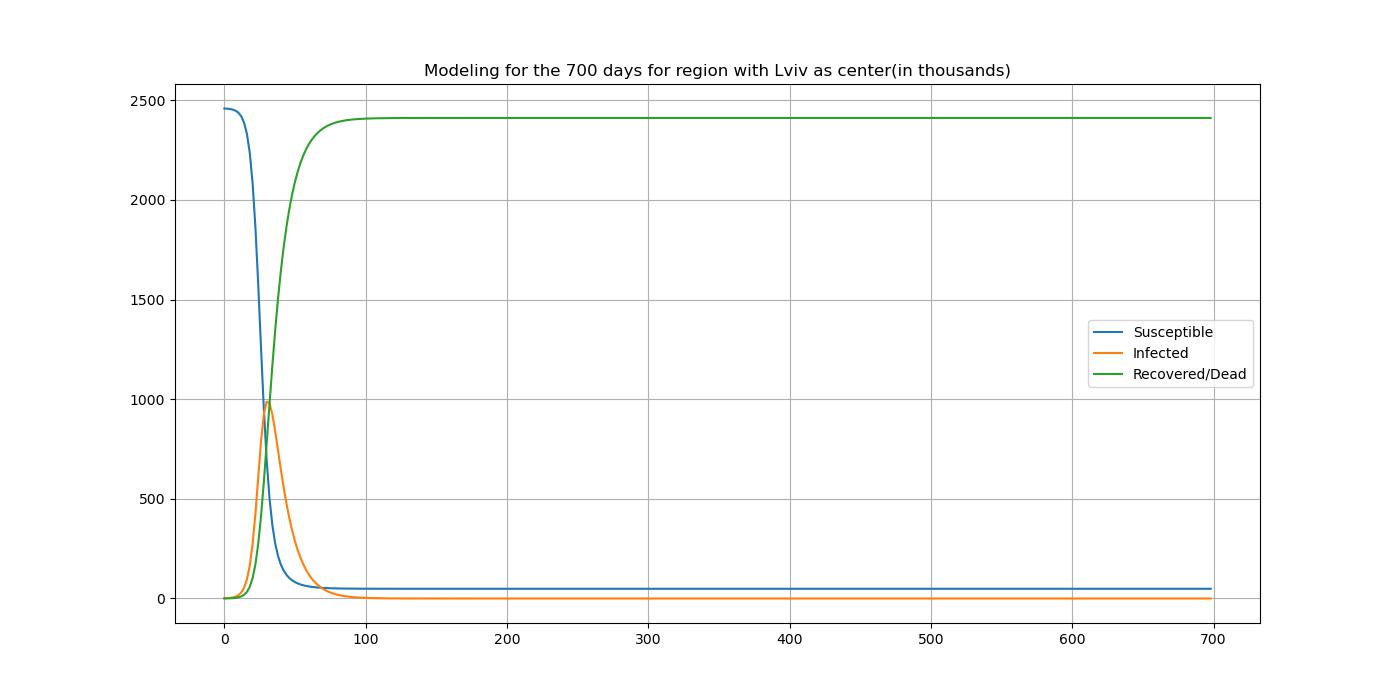 Modeling for the 700 days for region with Lviv as center(in thousands)
2500
2000
1500
1000
500
0
Susceptible
Infected
Recovered/Dead
0 100 200 300 400 500 600 700